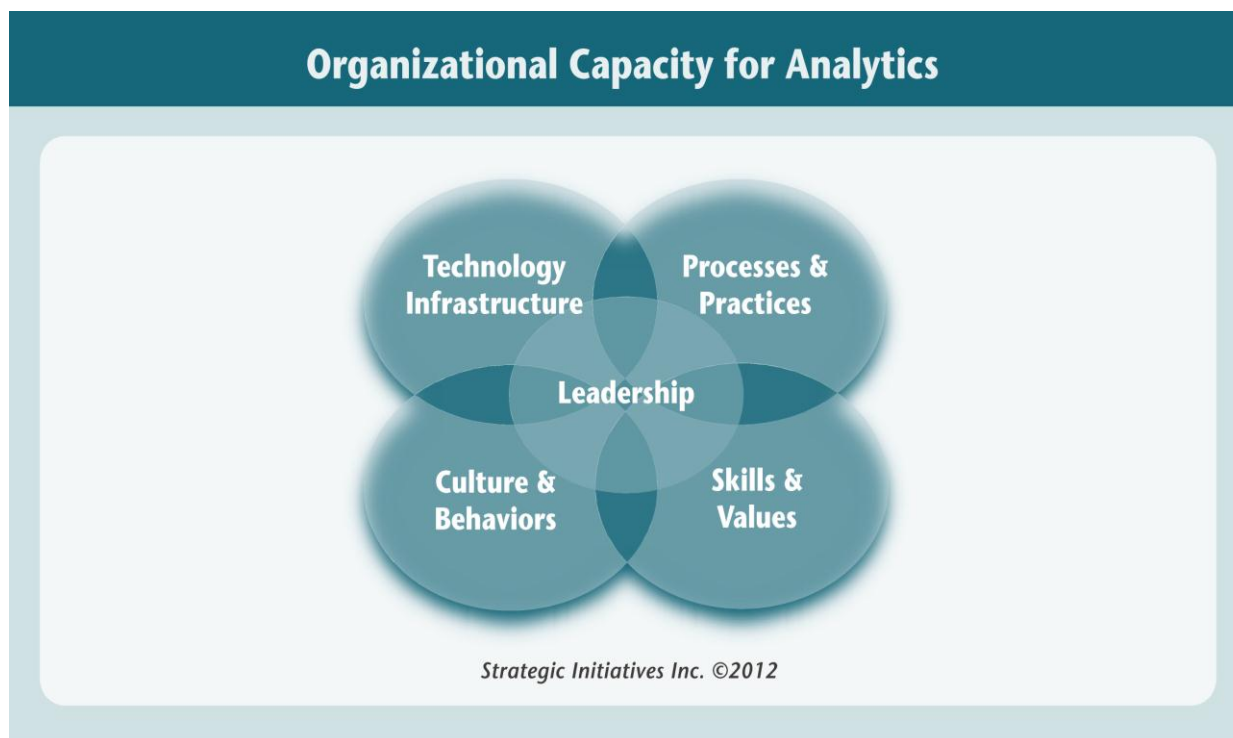 Organizational Capacity for Analytics
Technology
Infrastructure
Processes &
Practices
Leadership
Culture &
Behaviors
Skills &
Values
Strategic Initiatives Inc. ©2012